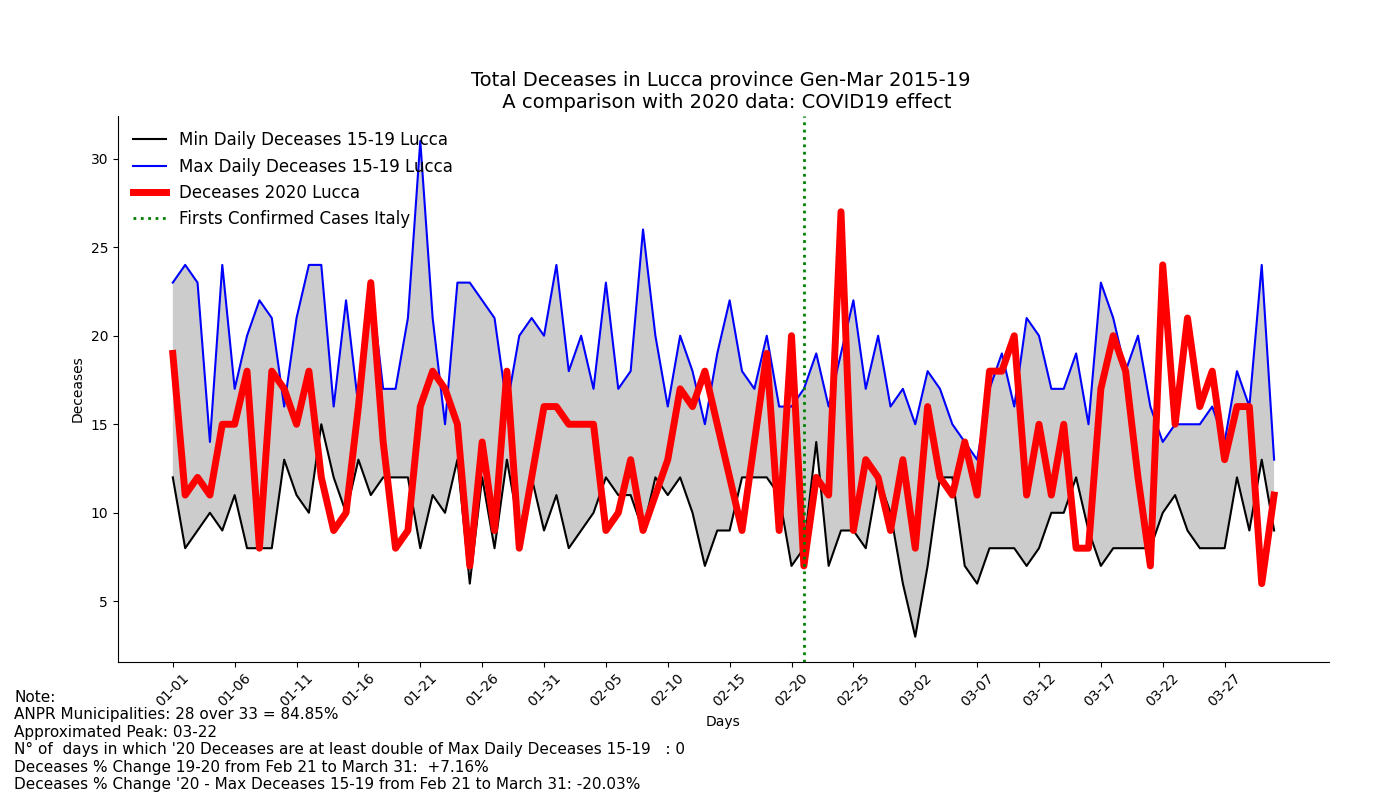 Total Deceases in Lucca province Gen-Mar 2015-19
A comparison with 2020 data: COVID19 effect
Min Daily Deceases 15-19 Lucca
Max Daily Deceases 15-19 Lucca
Deceases 2020 Lucca
Firsts Confirmed Cases Italy
30
25
20
15
10
5
Deceases
01-01
01-06
01-11
01-16
01-21
01-26
01-31
02-05
02-10
02-15
02-20
02-25
03-02
03-07
03-12
03-17
03-22
03-27
Days
Note:
ANPR Municipalities: 28 over 33 = 84.85%
Approximated Peak: 03-22
N° of  days in which '20 Deceases are at least double of Max Daily Deceases 15-19   : 0
Deceases % Change 19-20 from Feb 21 to March 31:  +7.16%
Deceases % Change '20 - Max Deceases 15-19 from Feb 21 to March 31: -20.03%